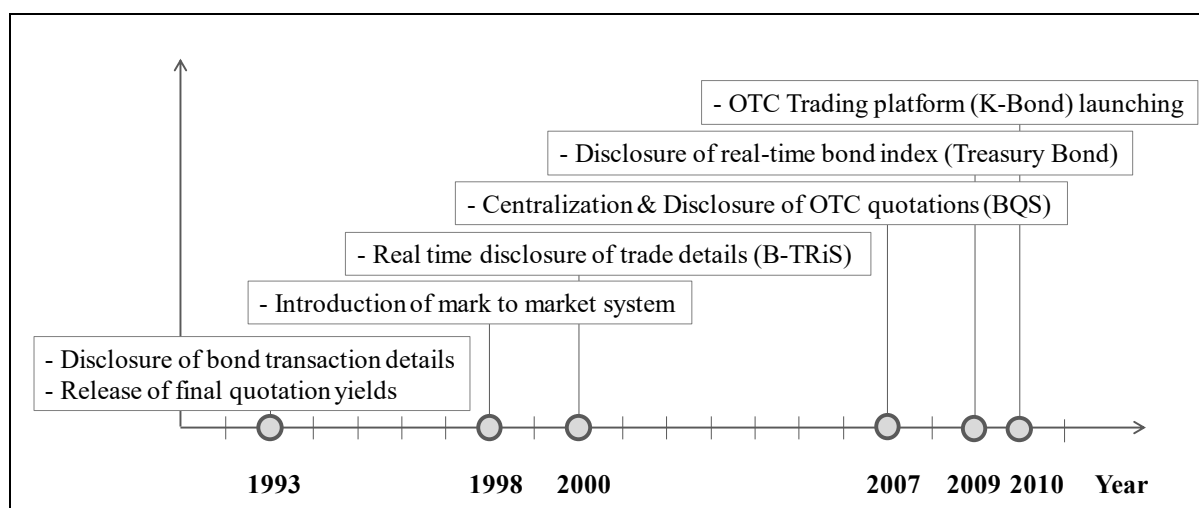 - OTC Trading platform (K-Bond) launching
- Disclosure of real-time bond index (Treasury Bond)
- Centralization & Disclosure of OTC quotations (BQS)
- Real time disclosure of trade details (B-TRiS)
- Introduction of mark to market system
- Disclosure of bond transaction details
- Release of final quotation yields
1993 1998 2000 2007 2009 2010 Year